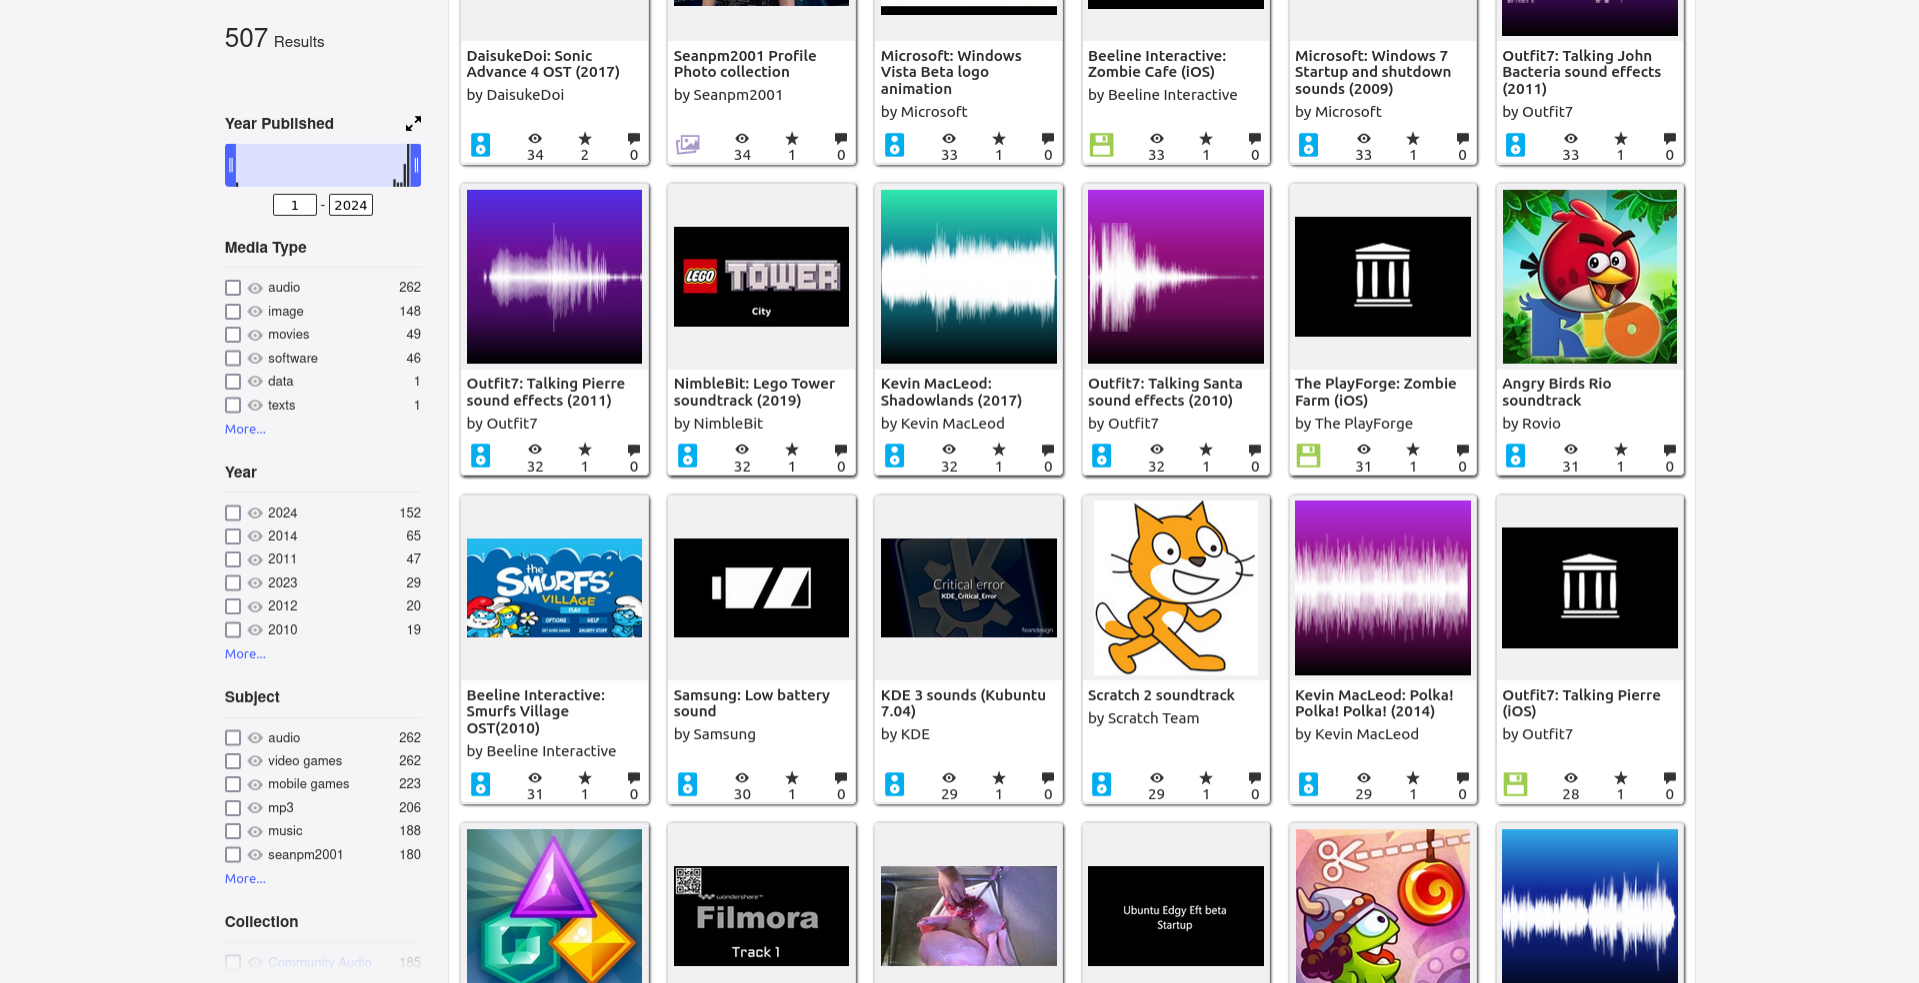 507 Results
Year Published
1 - 2024
Media Type
audio 262
image 148
movies 49
software 46
data 1
texts 1
More...
Year
2024 152
2014 65
2011 47
2023 29
2012 20
2010 19
More...
Subject
audio 262
video games 262
mobile games 223
mp3 206
music 188
seanpm2001 180
More...
Collection
Community Audio 185
DaisukeDoi: Sonic
Advance 4 OST (2017)
by DaisukeDoi
34 2 0
Seanpm2001 Profile
Photo collection
by Seanpm2001
34 1 0
Microsoft: Windows
Vista Beta logo
animation
by Microsoft
33 1 0
Beeline Interactive:
Zombie Cafe (iOS)
by Beeline Interactive
33 1 0
Microsoft: Windows 7
Startup and shutdown
sounds (2009)
by Microsoft
33 1 0
Outfit7: Talking John
Bacteria sound effects
(2011)
by Outfit7
33 1 0
Outfit7: Talking Pierre
sound effects (2011)
by Outfit7
32 1 0
LEGO TOWER
City
NimbleBit: Lego Tower
soundtrack (2019)
by NimbleBit
32 1 0
Kevin MacLeod:
Shadowlands (2017)
by Kevin MacLeod
32 1 0
Outfit7: Talking Santa
sound effects (2010)
by Outfit7
32 1 0
The PlayForge: Zombie
Farm (iOS)
by The PlayForge
31 1 0
RIO
Angry Birds Rio
soundtrack
by Rovio
31 1 0
the
SMURFS'
VILLAGE
PLAY
OPTIONS HELP
GET MORE GAMES SMURFY STUFF
Beeline Interactive:
Smurfs Village
OST(2010)
by Beeline Interactive
31 1 0
Samsung: Low battery
sound
by Samsung
30 1 0
Critical error
KDE_Critical_Error
feandesign
KDE 3 sounds (Kubuntu
7.04)
by KDE
29 1 0
Scratch 2 soundtrack
by Scratch Team
29 1 0
Kevin MacLeod: Polka!
Polka! Polka! (2014)
by Kevin MacLeod
29 1 0
Outfit7: Talking Pierre
(iOS)
by Outfit7
28 1 0
wondershare™
Filmora
Track 1
Ubuntu Edgy Eft beta
Startup